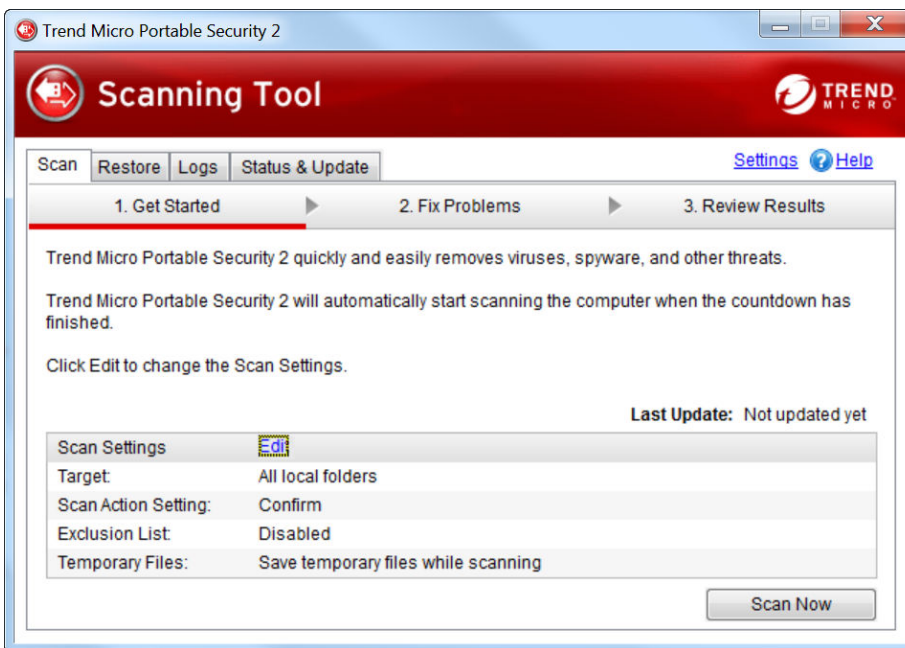 Trend Micro Portable Security 2
Scanning Tool
TREND
MICRO
Scan Restore Logs Status & Update Settings Help
1. Get Started 2. Fix Problems 3. Review Results
Trend Micro Portable Security 2 quickly and easily removes viruses, spyware, and other threats.
Trend Micro Portable Security 2 will automatically start scanning the computer when the countdown has
finished.
Click Edit to change the Scan Settings.
Last Update: Not updated yet
Scan Settings Edit
Target: All local folders
Scan Action Setting: Confirm
Exclusion List: Disabled
Temporary Files: Save temporary files while scanning
Scan Now